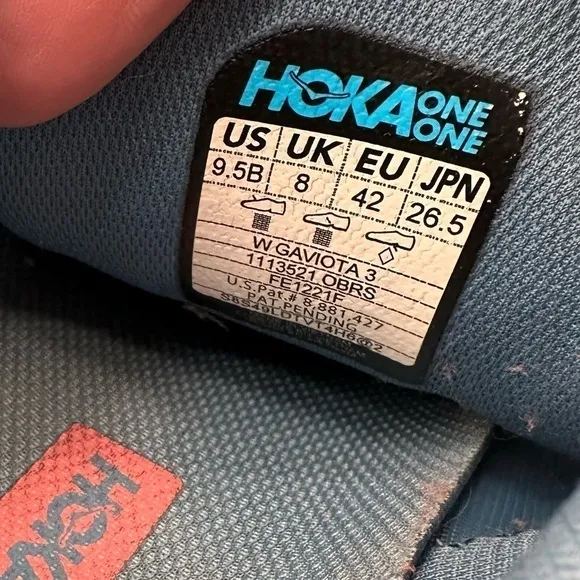 HOKA ONE ONE
US UK EU JPN
9.5B 8 42 26.5
W GAVIOTA 3
1113521 OBRS
FE1221F
U.S.Pat.# 8,881,427
PAT.PENDING
HOKA